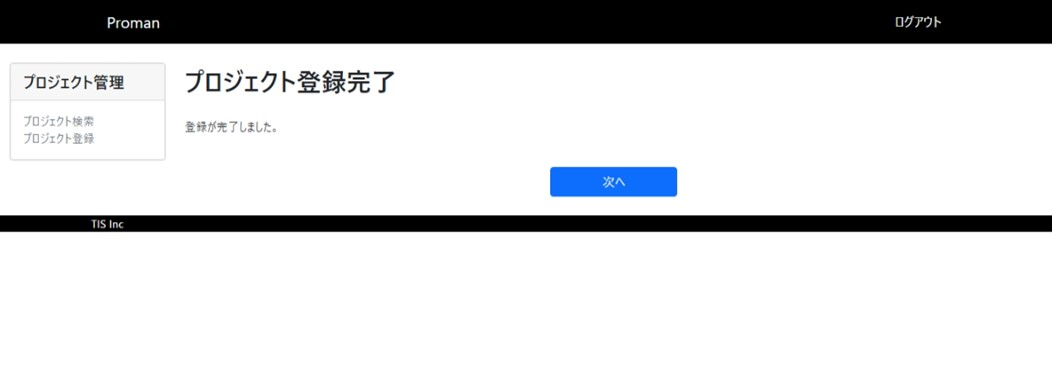 Proman
ログアウト
プロジェクト管理
プロジェクト検索
プロジェクト登録
プロジェクト登録完了
登録が完了しました。
次へ
TIS Inc